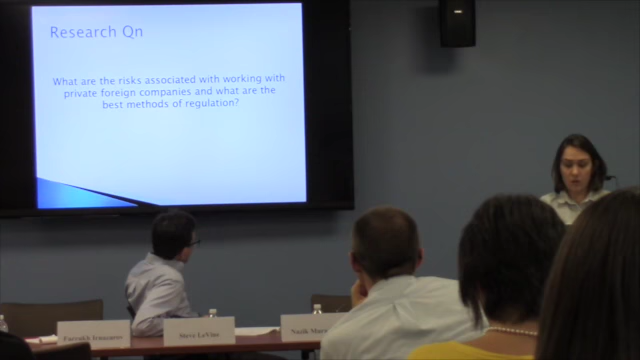 Research Qn
What are the risks associated with working with
private foreign companies and what are the
best methods of regulation?
Farrukh
Steve LeVine